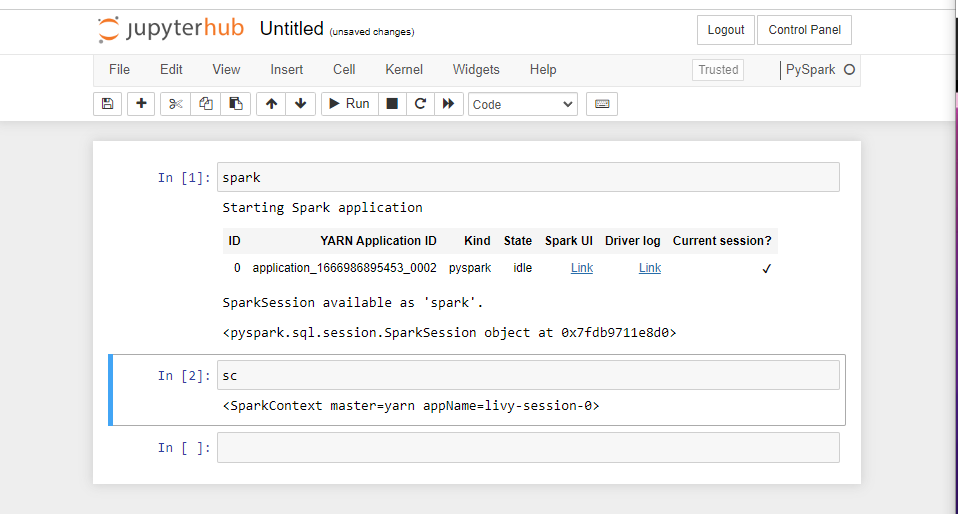 jupyterhub Untitled (unsaved changes) Logout Control Panel
File Edit View Insert Cell Kernel Widgets Help Trusted PySpark
Run Code
In [1]: spark
Starting Spark application
ID YARN Application ID Kind State Spark UI Driver log Current session?
0 application_1666986895453_0002 pyspark idle Link Link ✓
SparkSession available as 'spark'.
<pyspark.sql.session.SparkSession object at 0x7fdb9711e8d0>
In [2]: sc
<SparkContext master=yarn appName=livy-session-0>
In [ ]: